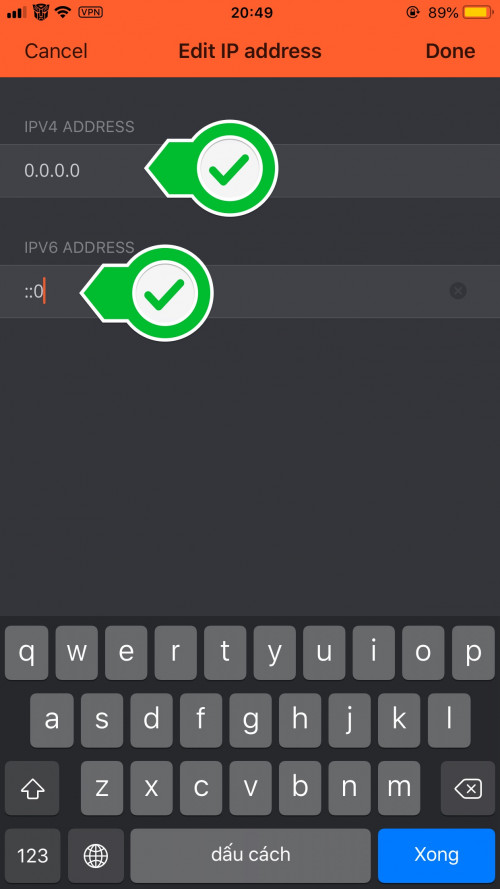 VPN 20:49 89%
Cancel Edit IP address Done
IPV4 ADDRESS
0.0.0.0
IPV6 ADDRESS
::0
q w e r t y u i o p
a s d f g h j k l
z x c v b n m
123 dấu cách Xong